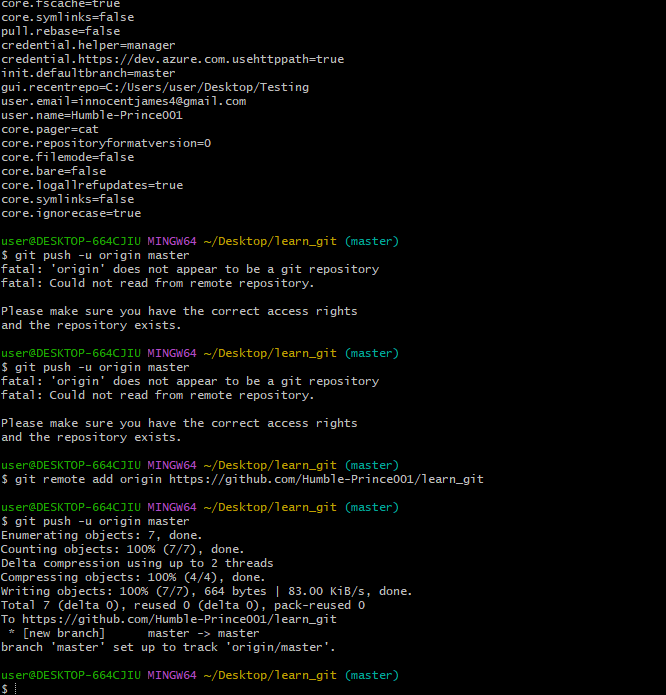 core.fscache=true
core.symlinks=false
pull.rebase=false
credential.helper=manager
credential.https://dev.azure.com.usehttppath=true
init.defaultbranch=master
gui.recentrepo=C:/Users/user/Desktop/Testing
user.email=innocentjames4@gmail.com
user.name=Humble-Prince001
core.pager=cat
core.repositoryformatversion=0
core.filemode=false
core.bare=false
core.logallrefupdates=true
core.symlinks=false
core.ignorecase=true
user@DESKTOP-664CJIU MINGW64 ~/Desktop/learn_git (master)
$ git push -u origin master
fatal: 'origin' does not appear to be a git repository
fatal: Could not read from remote repository.
Please make sure you have the correct access rights
and the repository exists.
user@DESKTOP-664CJIU MINGW64 ~/Desktop/learn_git (master)
$ git push -u origin master
fatal: 'origin' does not appear to be a git repository
fatal: Could not read from remote repository.
Please make sure you have the correct access rights
and the repository exists.
user@DESKTOP-664CJIU MINGW64 ~/Desktop/learn_git (master)
$ git remote add origin https://github.com/Humble-Prince001/learn_git
user@DESKTOP-664CJIU MINGW64 ~/Desktop/learn_git (master)
$ git push -u origin master
Enumerating objects: 7, done.
Counting objects: 100% (7/7), done.
Delta compression using up to 2 threads
Compressing objects: 100% (4/4), done.
Writing objects: 100% (7/7), 664 bytes | 83.00 KiB/s, done.
Total 7 (delta 0), reused 0 (delta 0), pack-reused 0
To https://github.com/Humble-Prince001/learn_git
 * [new branch]      master -> master
branch 'master' set up to track 'origin/master'.
user@DESKTOP-664CJIU MINGW64 ~/Desktop/learn_git (master)
$